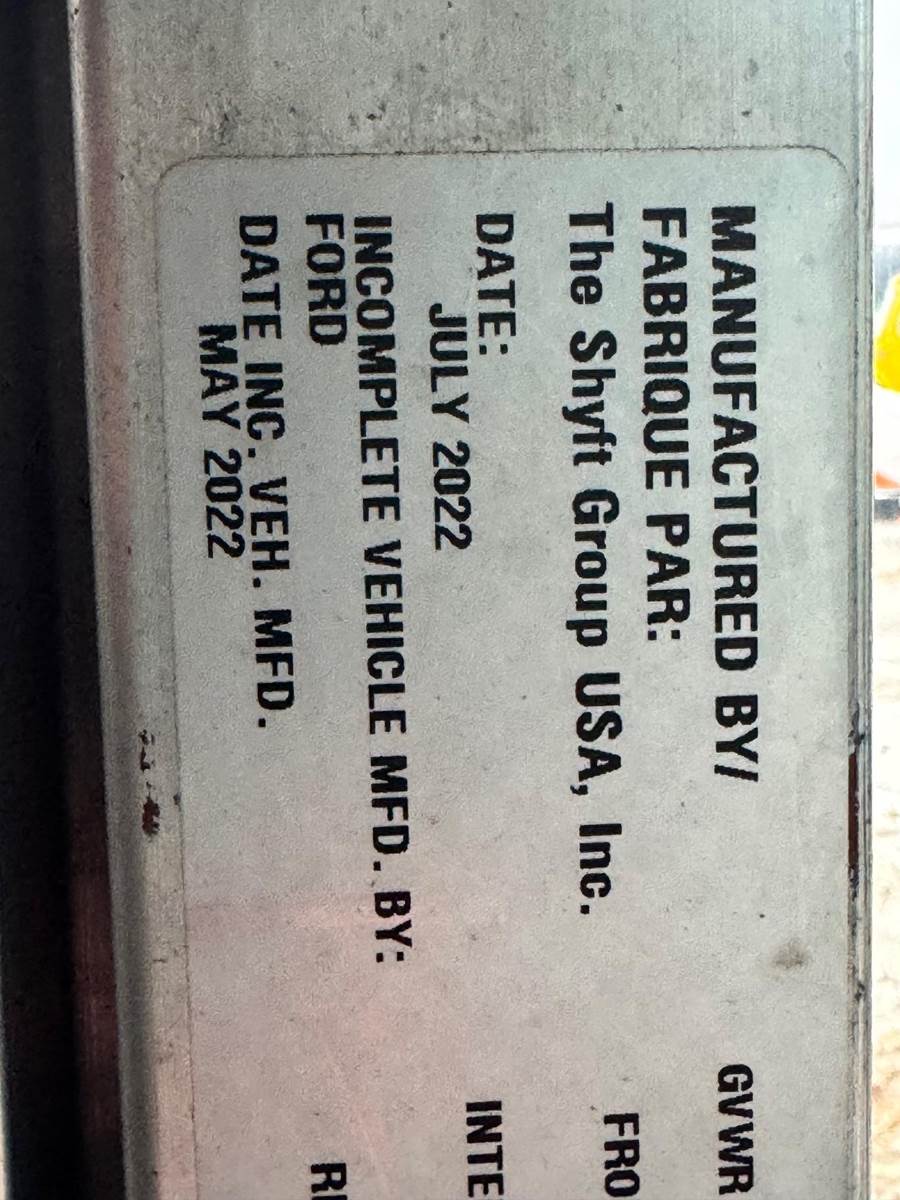 MANUFACTURED BY/
FABRIQUE PAR:
The Shyft Group USA, Inc.
DATE:
JULY 2022
INCOMPLETE VEHICLE MFD. BY:
FORD
DATE INC. VEH. MFD.
MAY 2022
GVWR
FRO
INTE